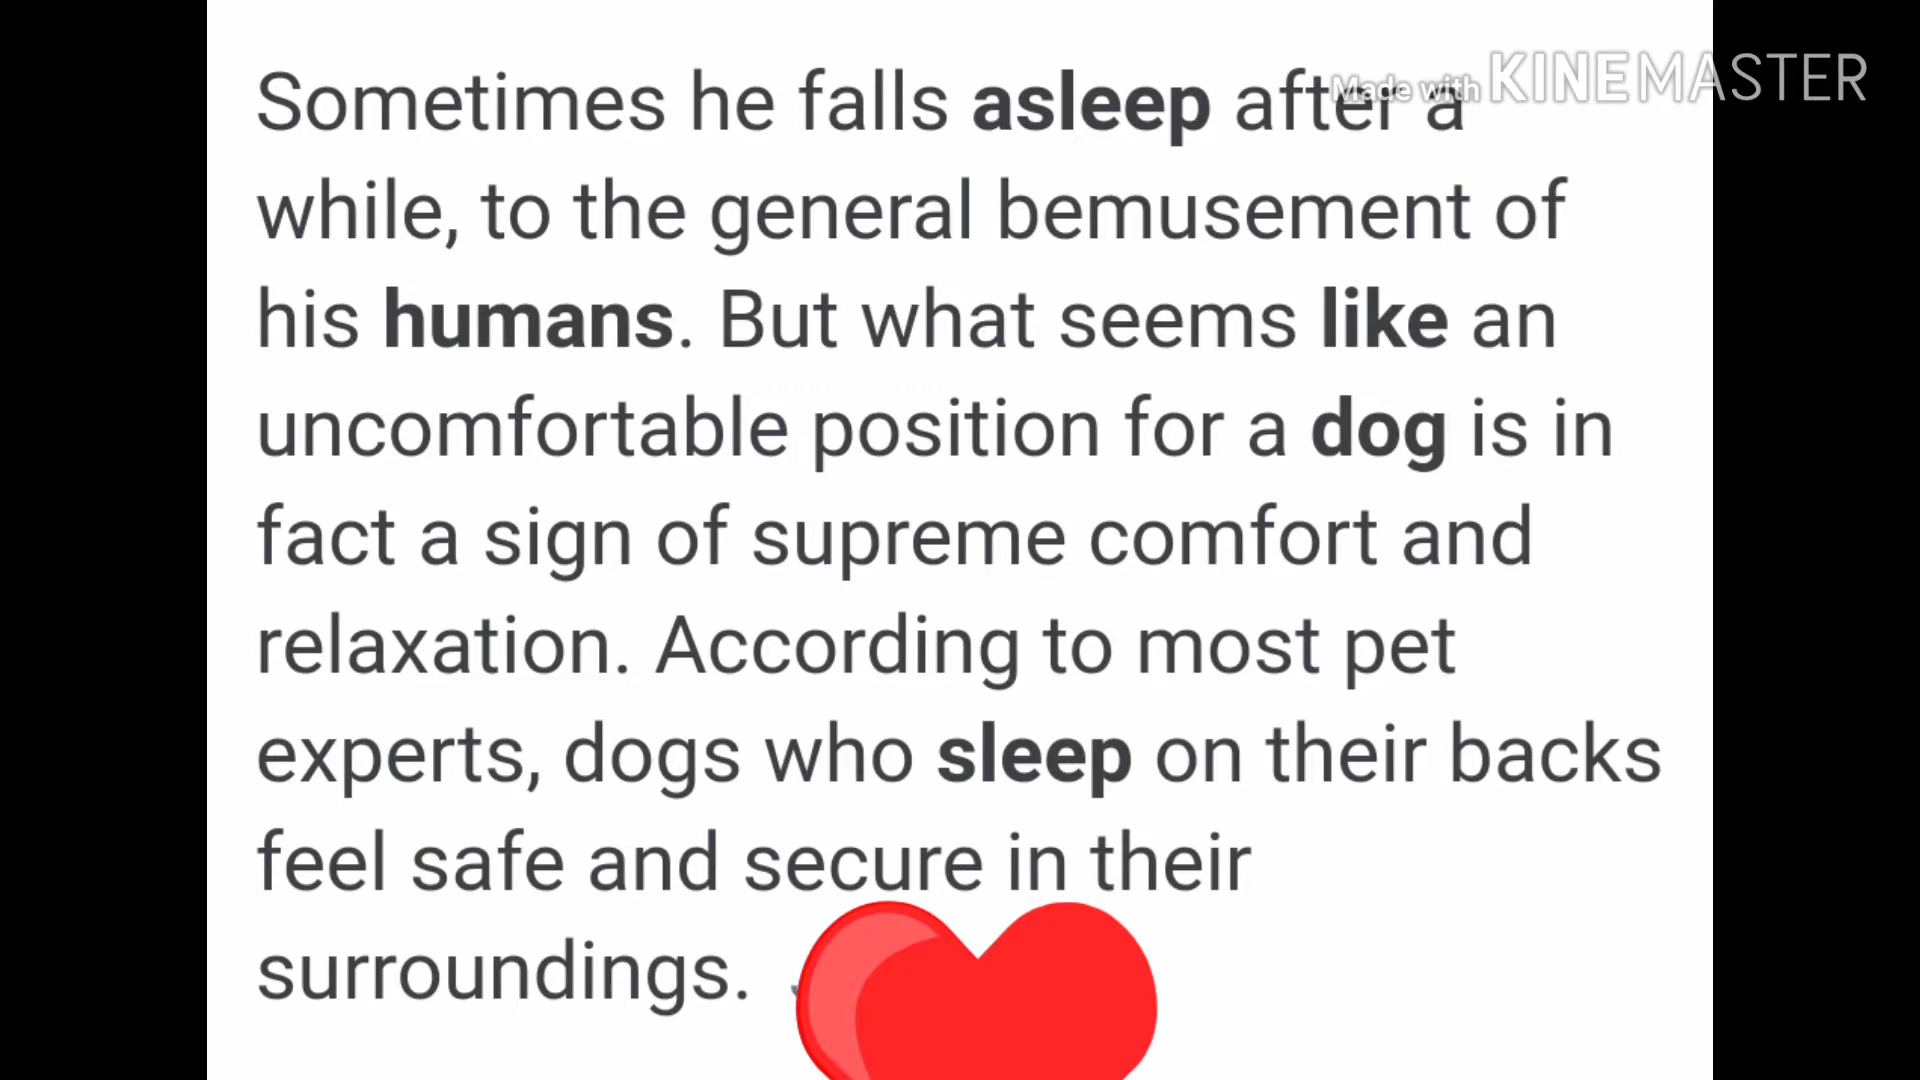 Made with KINEMASTER
Sometimes he falls asleep after a
while, to the general bemusement of
his humans. But what seems like an
uncomfortable position for a dog is in
fact a sign of supreme comfort and
relaxation. According to most pet
experts, dogs who sleep on their backs
feel safe and secure in their
surroundings.